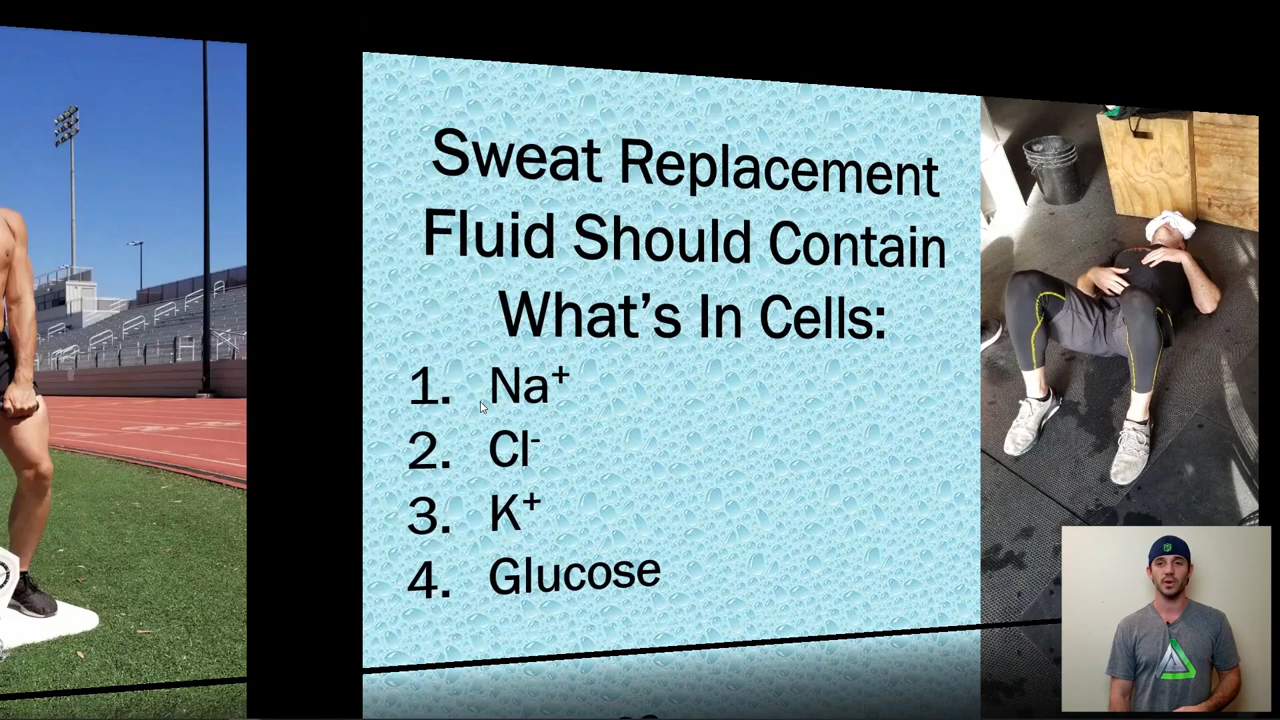 Sweat Replacement
Fluid Should Contain
What's In Cells:
1. Na⁺
2. Cl⁻
3. K⁺
4. Glucose